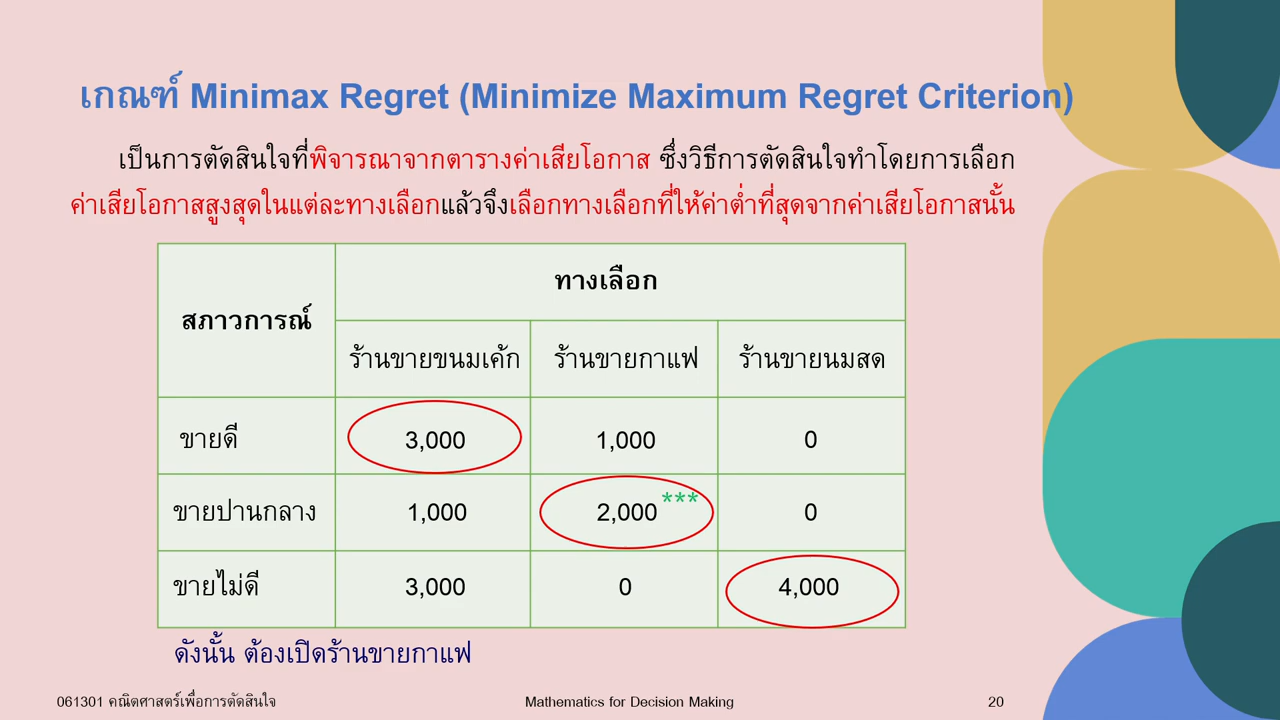 เกณฑ์ Minimax Regret (Minimize Maximum Regret Criterion)
เป็นการตัดสินใจที่พิจารณาจากตารางค่าเสียโอกาส ซึ่งวิธีการตัดสินใจทำโดยการเลือก
ค่าเสียโอกาสสูงสุดในแต่ละทางเลือกแล้วจึงเลือกทางเลือกที่ให้ค่าต่ำที่สุดจากค่าเสียโอกาสนั้น
สภาวการณ์ ทางเลือก
ร้านขายขนมเค้ก ร้านขายกาแฟ ร้านขายนมสด
ขายดี 3,000 1,000 0
ขายปานกลาง 1,000 2,000 *** 0
ขายไม่ดี 3,000 0 4,000
ดังนั้น ต้องเปิดร้านขายกาแฟ
061301 คณิตศาสตร์เพื่อการตัดสินใจ Mathematics for Decision Making 20